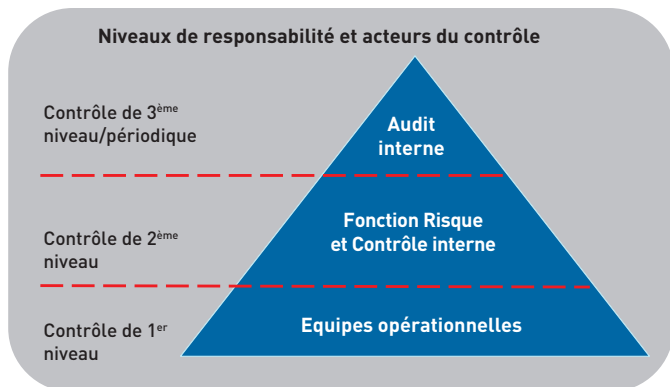 Niveaux de responsabilité et acteurs du contrôle
Contrôle de 3ème
niveau/périodique
Audit
interne
Contrôle de 2ème
niveau
Fonction Risque
et Contrôle interne
Contrôle de 1er
niveau
Equipes opérationnelles